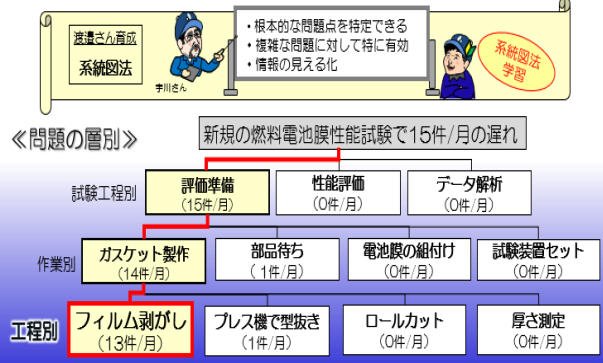 渡邉さん育成
系統図法
宇川さん
・根本的な問題点を特定できる
・複雑な問題に対して特に有効
・情報の見える化
系統図法
学習
≪問題の層別≫
新規の燃料電池膜性能試験で15件/月の遅れ
試験工程別
評価準備
(15件/月)
性能評価
(0件/月)
データ解析
(0件/月)
作業別
ガスケット製作
(14件/月)
部品待ち
(1件/月)
電池膜の組付け
(0件/月)
試験装置セット
(0件/月)
工程別
フィルム剥がし
(13件/月)
プレス機で型抜き
(1件/月)
ロールカット
(0件/月)
厚さ測定
(0件/月)